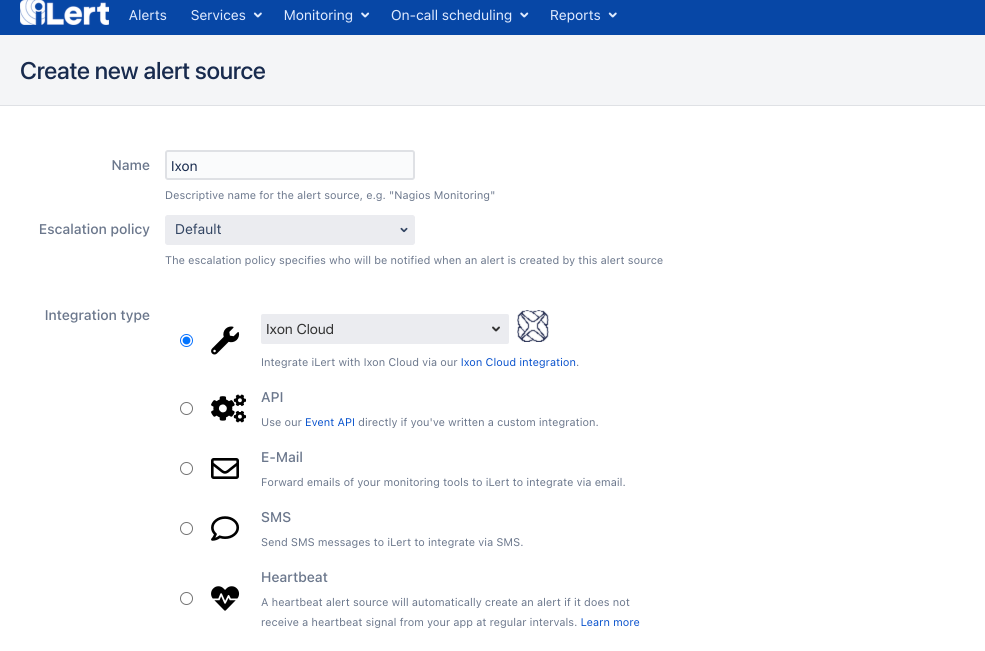 iLert Alerts Services Monitoring On-call scheduling Reports
Create new alert source
Name Ixon
Descriptive name for the alert source, e.g. "Nagios Monitoring"
Escalation policy Default
The escalation policy specifies who will be notified when an alert is created by this alert source
Integration type
Ixon Cloud
Integrate iLert with Ixon Cloud via our Ixon Cloud integration.
API
Use our Event API directly if you've written a custom integration.
E-Mail
Forward emails of your monitoring tools to iLert to integrate via email.
SMS
Send SMS messages to iLert to integrate via SMS.
Heartbeat
A heartbeat alert source will automatically create an alert if it does not
receive a heartbeat signal from your app at regular intervals. Learn more